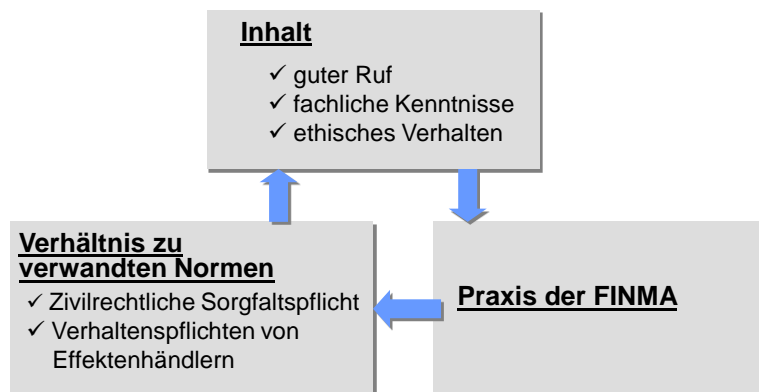 Inhalt
✓ guter Ruf
✓ fachliche Kenntnisse
✓ ethisches Verhalten
Verhältnis zu
verwandten Normen
✓ Zivilrechtliche Sorgfaltspflicht
✓ Verhaltenspflichten von
Effektenhändlern
Praxis der FINMA